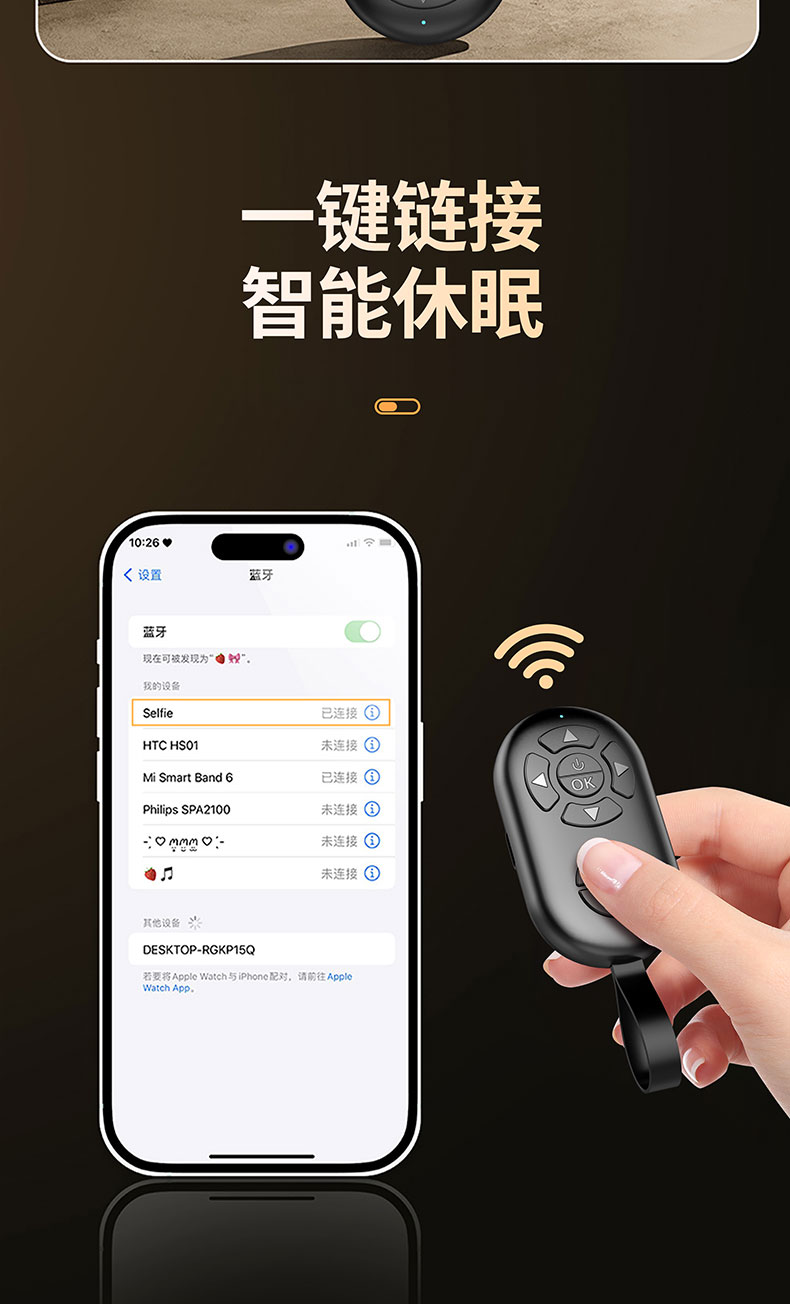 一键链接
智能休眠
10:26
设置
蓝牙
蓝牙
现在可被发现为“🍓🎀”。
我的设备
Selfie 已连接
HTC HS01 未连接
Mi Smart Band 6 已连接
Philips SPA2100 未连接
未连接
🍓🎵 未连接
其他设备
DESKTOP-RGKP15Q
若要将Apple Watch与iPhone配对，请前往Apple
Watch App。
OK